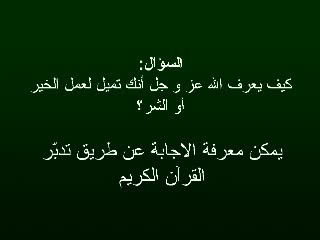 السؤال:
كيف يعرف الله عز و جل أنك تميل لعمل الخير
أو الشر؟
يمكن معرفة الاجابة عن طريق تدبّر
القرآن الكريم